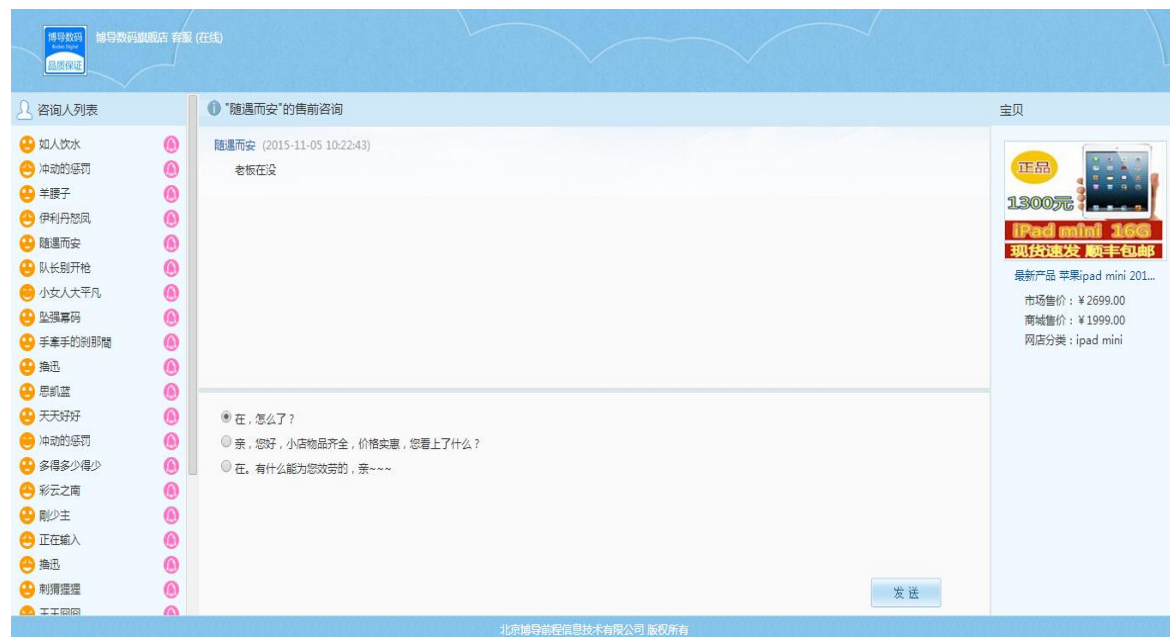 博导数码
Bodao Digital
品质保证
博导数码旗舰店 客服 (在线)
咨询人列表
如人饮水
冲动的惩罚
羊腰子
伊利丹怒风
随遇而安
队长别开枪
小女人大平凡
坠强幂码
手牽手的刹那間
撸迅
思凯蓝
天天好好
冲动的惩罚
多得多少得少
彩云之南
剛少主
正在輸入
撸迅
刺猬狸狸
"随遇而安"的售前咨询
随遇而安 (2015-11-05 10:22:43)
老板在没
在，怎么了？
亲，您好，小店物品齐全，价格实惠，您看上了什么？
在。有什么能为您效劳的，亲~~~
发 送
宝贝
正品
1300元
iPad mini 16G
现货速发 顺丰包邮
最新产品 苹果ipad mini 201...
市场售价：￥2699.00
商城售价：￥1999.00
网店分类：ipad mini
北京博导前程信息技术有限公司 版权所有